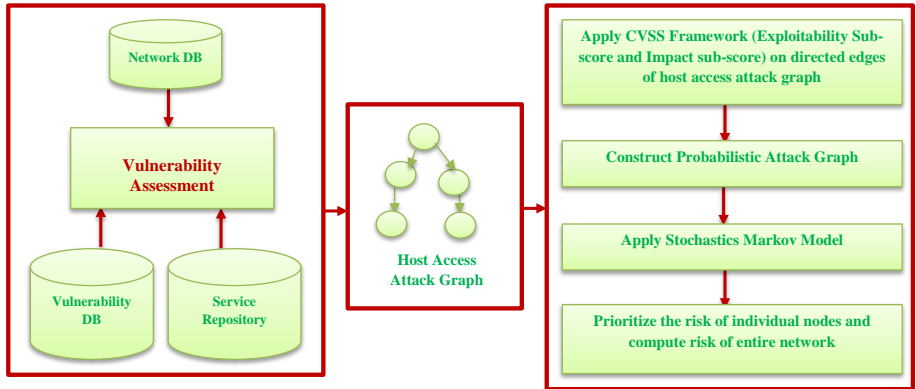 Network DB
Vulnerability
Assessment
Vulnerability
DB
Service
Repository
Host Access
Attack Graph
Apply CVSS Framework (Exploitability Sub-
score and Impact sub-score) on directed edges
of host access attack graph
Construct Probabilistic Attack Graph
Apply Stochastics Markov Model
Prioritize the risk of individual nodes and
compute risk of entire network